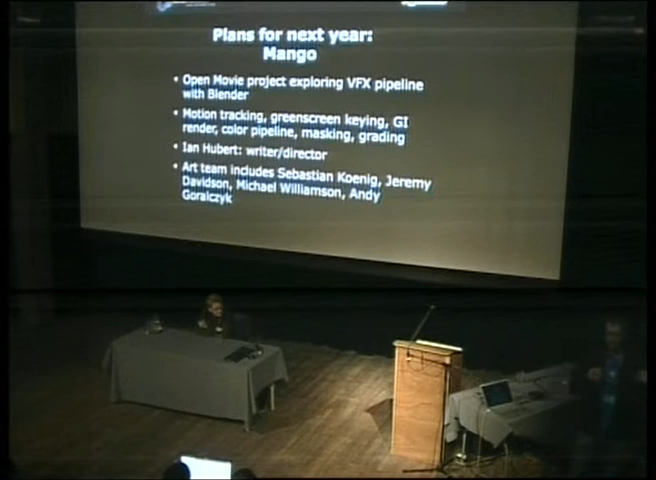 Plans for next year:
Mango
• Open Movie project exploring VFX pipeline
with Blender
• Motion tracking, greenscreen keying, GI
render, color pipeline, masking, grading
• Ian Hubert: writer/director
• Art team includes Sebastian Koenig, Jeremy
Davidson, Michael Williamson, Andy
Goralczyk